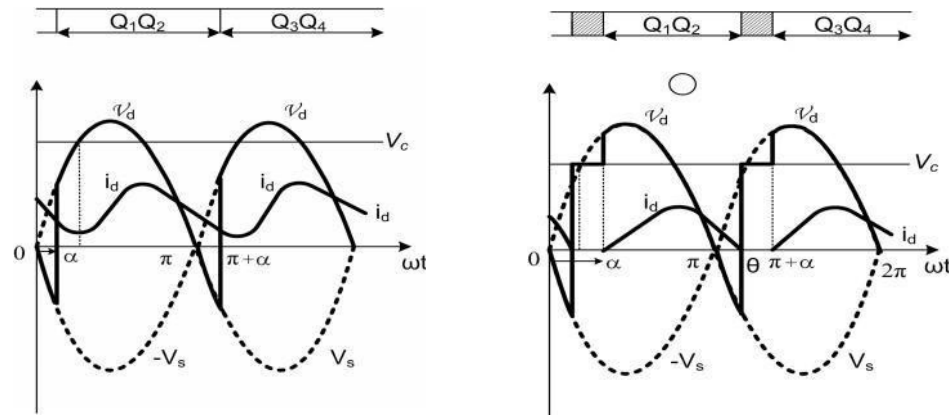 Q1Q2 Q3Q4
𝒱d 𝒱d
Vc
id id
id
0 α π π + α ωt
-Vs Vs
Q1Q2 Q3Q4
𝒱d 𝒱d
Vc
id
id
0 α π θ π + α 2π ωt
-Vs Vs